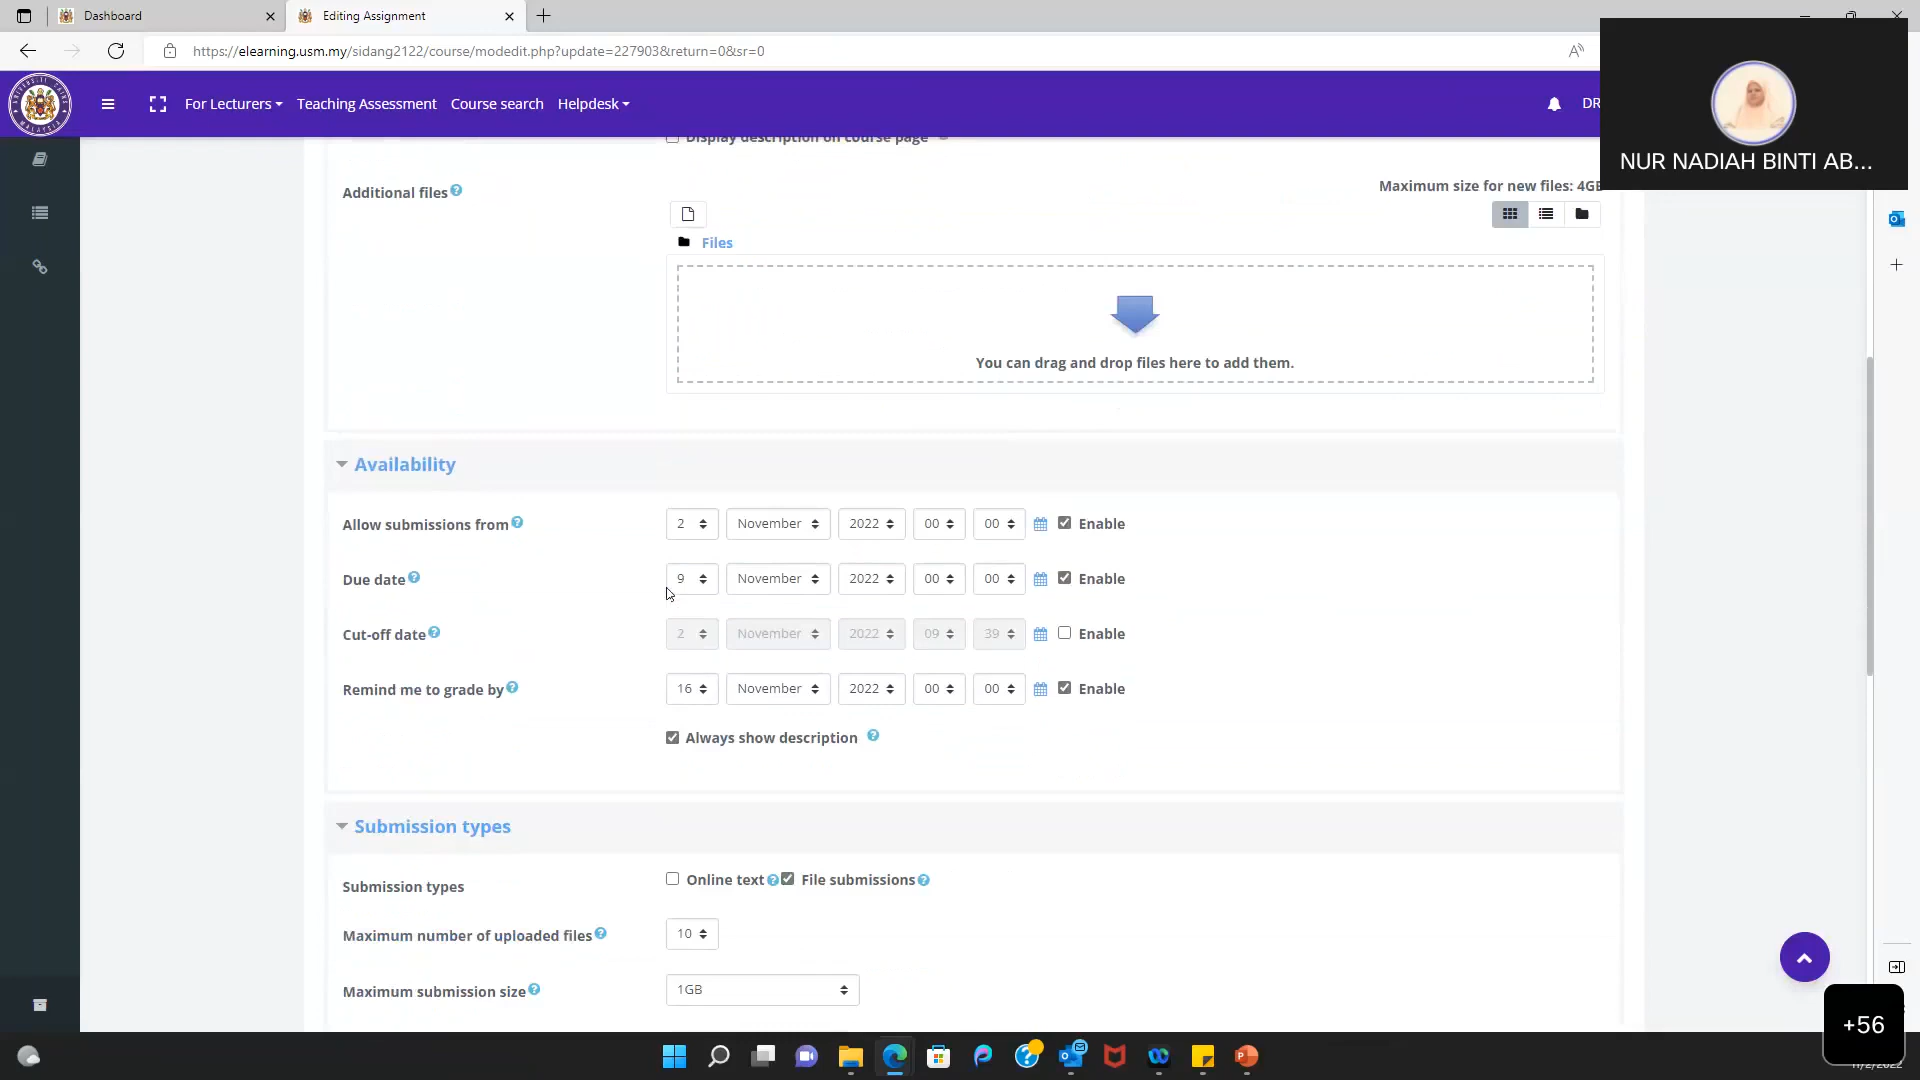 Dashboard
Editing Assignment
https://elearning.usm.my/sidang2122/course/modedit.php?update=227903&return=0&sr=0
For Lecturers
Teaching Assessment
Course search
Helpdesk
DR
NUR NADIAH BINTI AB...
Display description on course page
Additional files
Maximum size for new files: 4GB
Files
You can drag and drop files here to add them.
Availability
Allow submissions from
2 November 2022 00 00 Enable
Due date
9 November 2022 00 00 Enable
Cut-off date
2 November 2022 09 39 Enable
Remind me to grade by
16 November 2022 00 00 Enable
Always show description
Submission types
Submission types
Online text File submissions
Maximum number of uploaded files
10
Maximum submission size
1GB
+56
11/2/2022